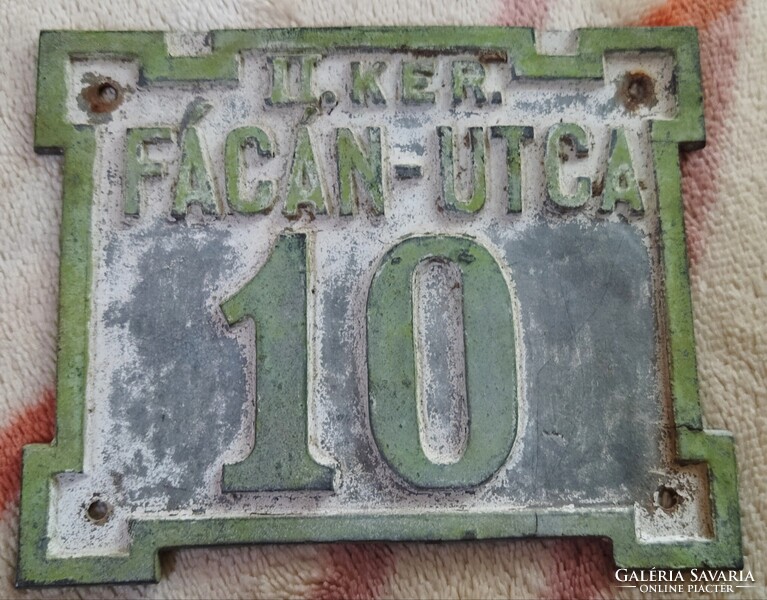 II. KER.
FÁCÁN-UTCA
10
GALÉRIA SAVARIA
ONLINE PIACTÉR